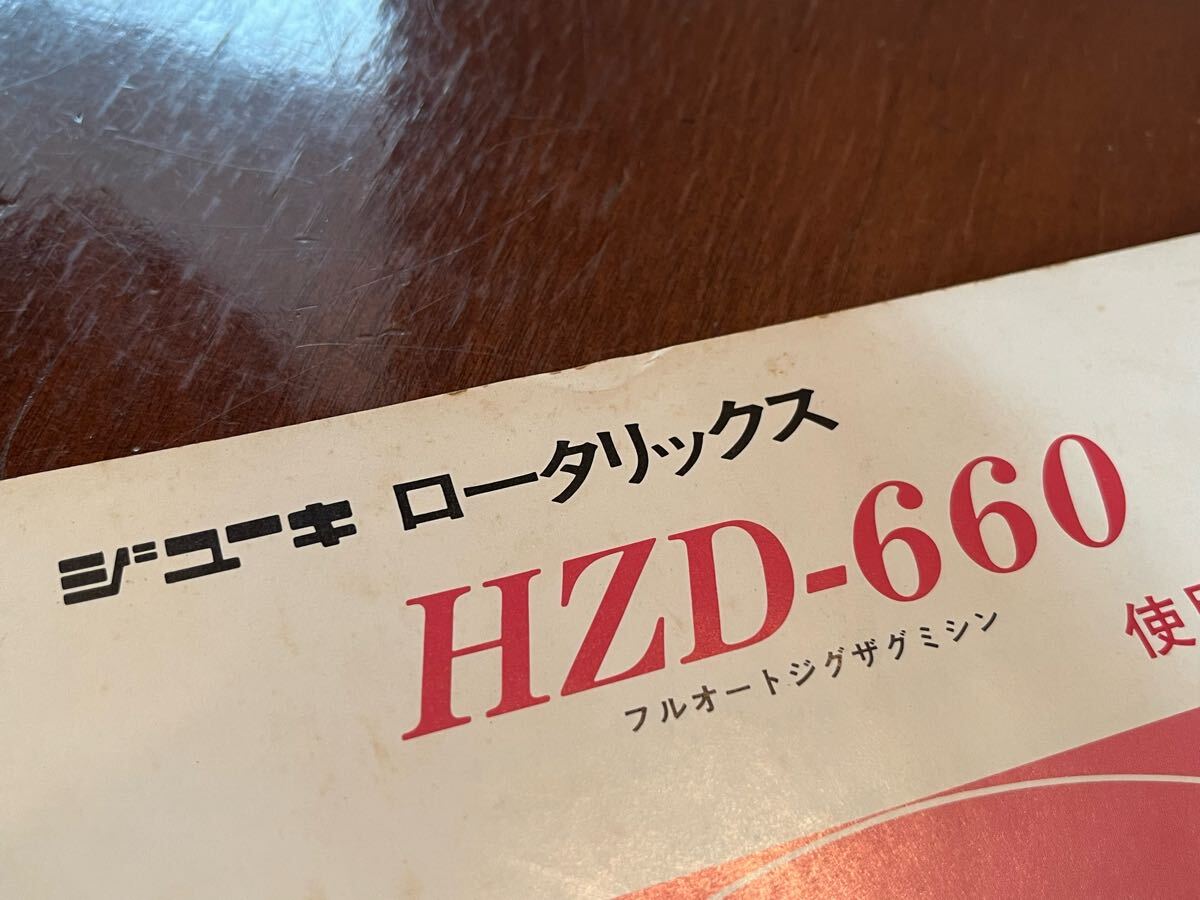 ジューキ ロータリックス
HZD-660
フルオートジグザグミシン
使